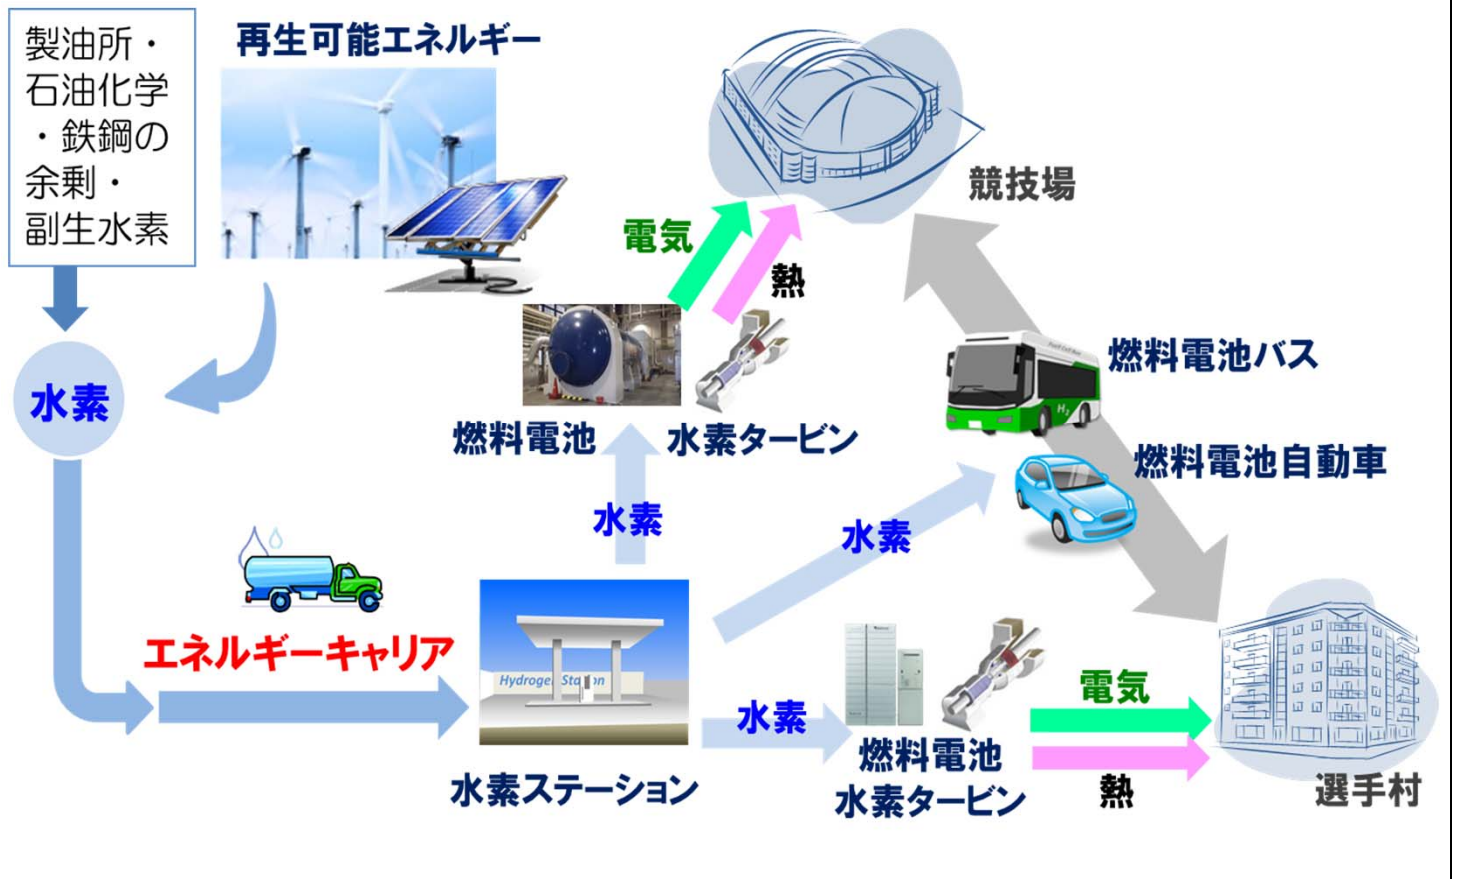 製油所・
石油化学
・鉄鋼の
余剰・
副生水素
再生可能エネルギー
競技場
電気
熱
燃料電池バス
水素
燃料電池
水素タービン
燃料電池自動車
水素
水素
エネルギーキャリア
Hydrogen Station
H2
水素
電気
燃料電池
水素タービン
熱
水素ステーション
選手村